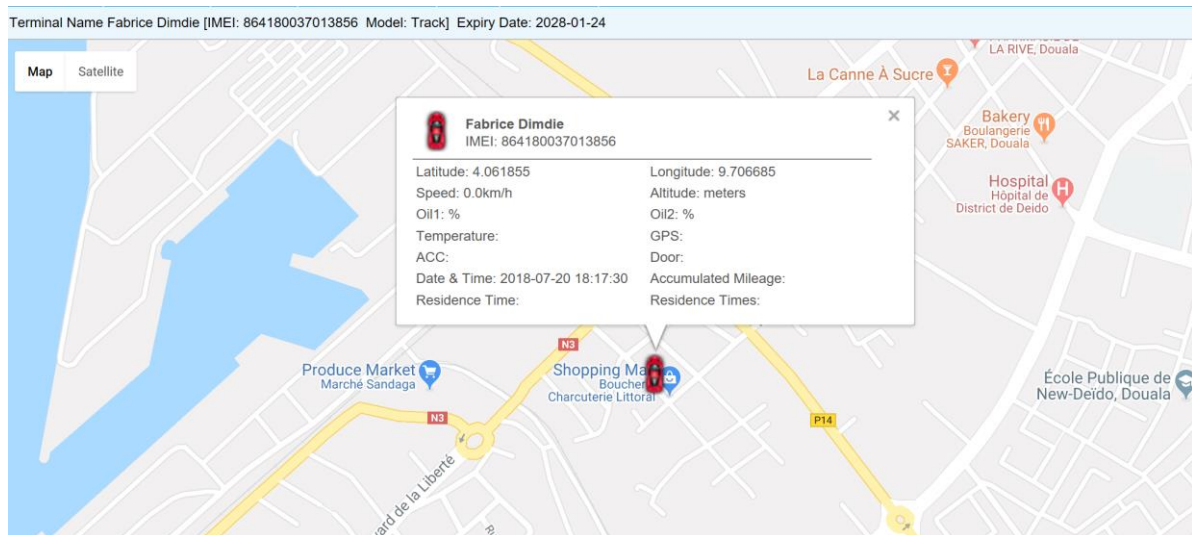 Terminal Name Fabrice Dimdie [IMEI: 864180037013856 Model: Track] Expiry Date: 2028-01-24
LA RIVE, Douala
Map Satellite
La Canne À Sucre
Fabrice Dimdie
IMEI: 864180037013856
Bakery
Boulangerie
SAKER, Douala
Latitude: 4.061855 Longitude: 9.706685
Speed: 0.0km/h Altitude: meters
Hospital
Hôpital de
District de Deido
Oil1: % Oil2: %
Temperature: GPS:
ACC: Door:
Date & Time: 2018-07-20 18:17:30 Accumulated Mileage:
Residence Time: Residence Times:
N3
Produce Market
Marché Sandaga
Shopping Ma
Boucher
Charcuterie Littoral
École Publique de
New-Deïdo, Douala
N3
P14
ard de la Liberté